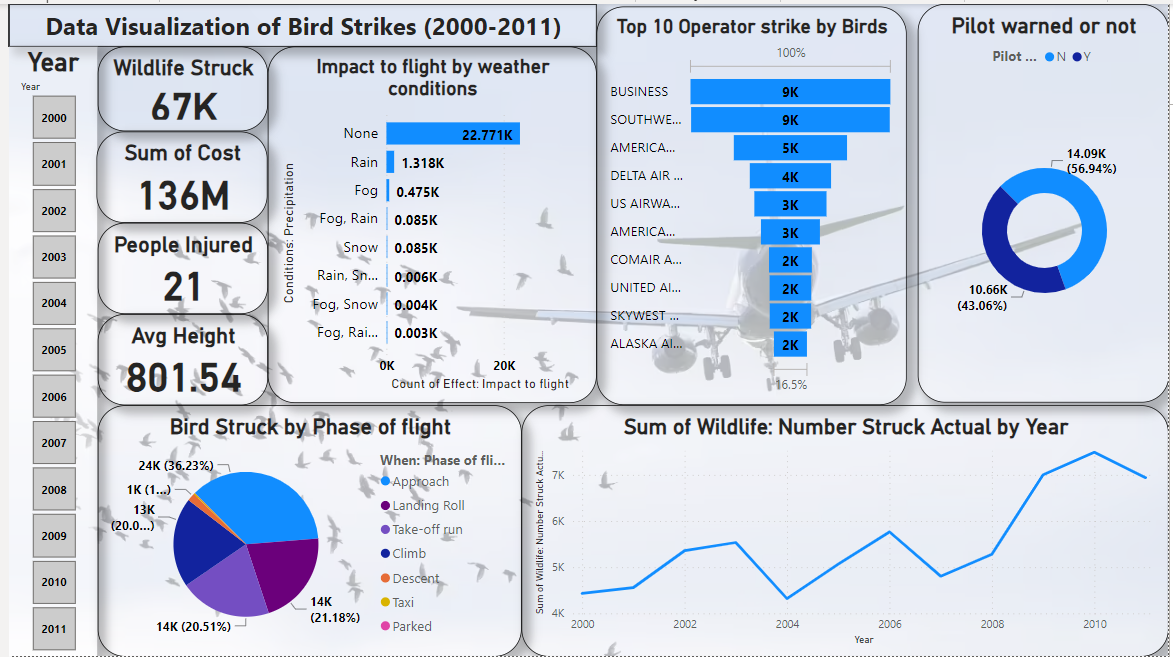 Data Visualization of Bird Strikes (2000-2011)
Year
Year
2000
2001
2002
2003
2004
2005
2006
2007
2008
2009
2010
2011
Wildlife Struck
67K
Sum of Cost
136M
People Injured
21
Avg Height
801.54
Impact to flight by weather
conditions
Conditions: Precipitation
None 22.771K
Rain 1.318K
Fog 0.475K
Fog, Rain 0.085K
Snow 0.085K
Rain, Sn... 0.006K
Fog, Snow 0.004K
Fog, Rai... 0.003K
0K 20K
Count of Effect: Impact to flight
Top 10 Operator strike by Birds
100%
BUSINESS 9K
SOUTHWE... 9K
AMERICA... 5K
DELTA AIR ... 4K
US AIRWA... 3K
AMERICA... 3K
COMAIR A... 2K
UNITED AI... 2K
SKYWEST ... 2K
ALASKA AI... 2K
16.5%
Pilot warned or not
Pilot ... N Y
14.09K
(56.94%)
10.66K
(43.06%)
Bird Struck by Phase of flight
24K (36.23%)
1K (1...)
13K
(20.0...)
14K (20.51%)
14K
(21.18%)
When: Phase of fli...
Approach
Landing Roll
Take-off run
Climb
Descent
Taxi
Parked
Sum of Wildlife: Number Struck Actual by Year
Sum of Wildlife: Number Struck Actu...
7K
6K
5K
4K
2000 2002 2004 2006 2008 2010
Year